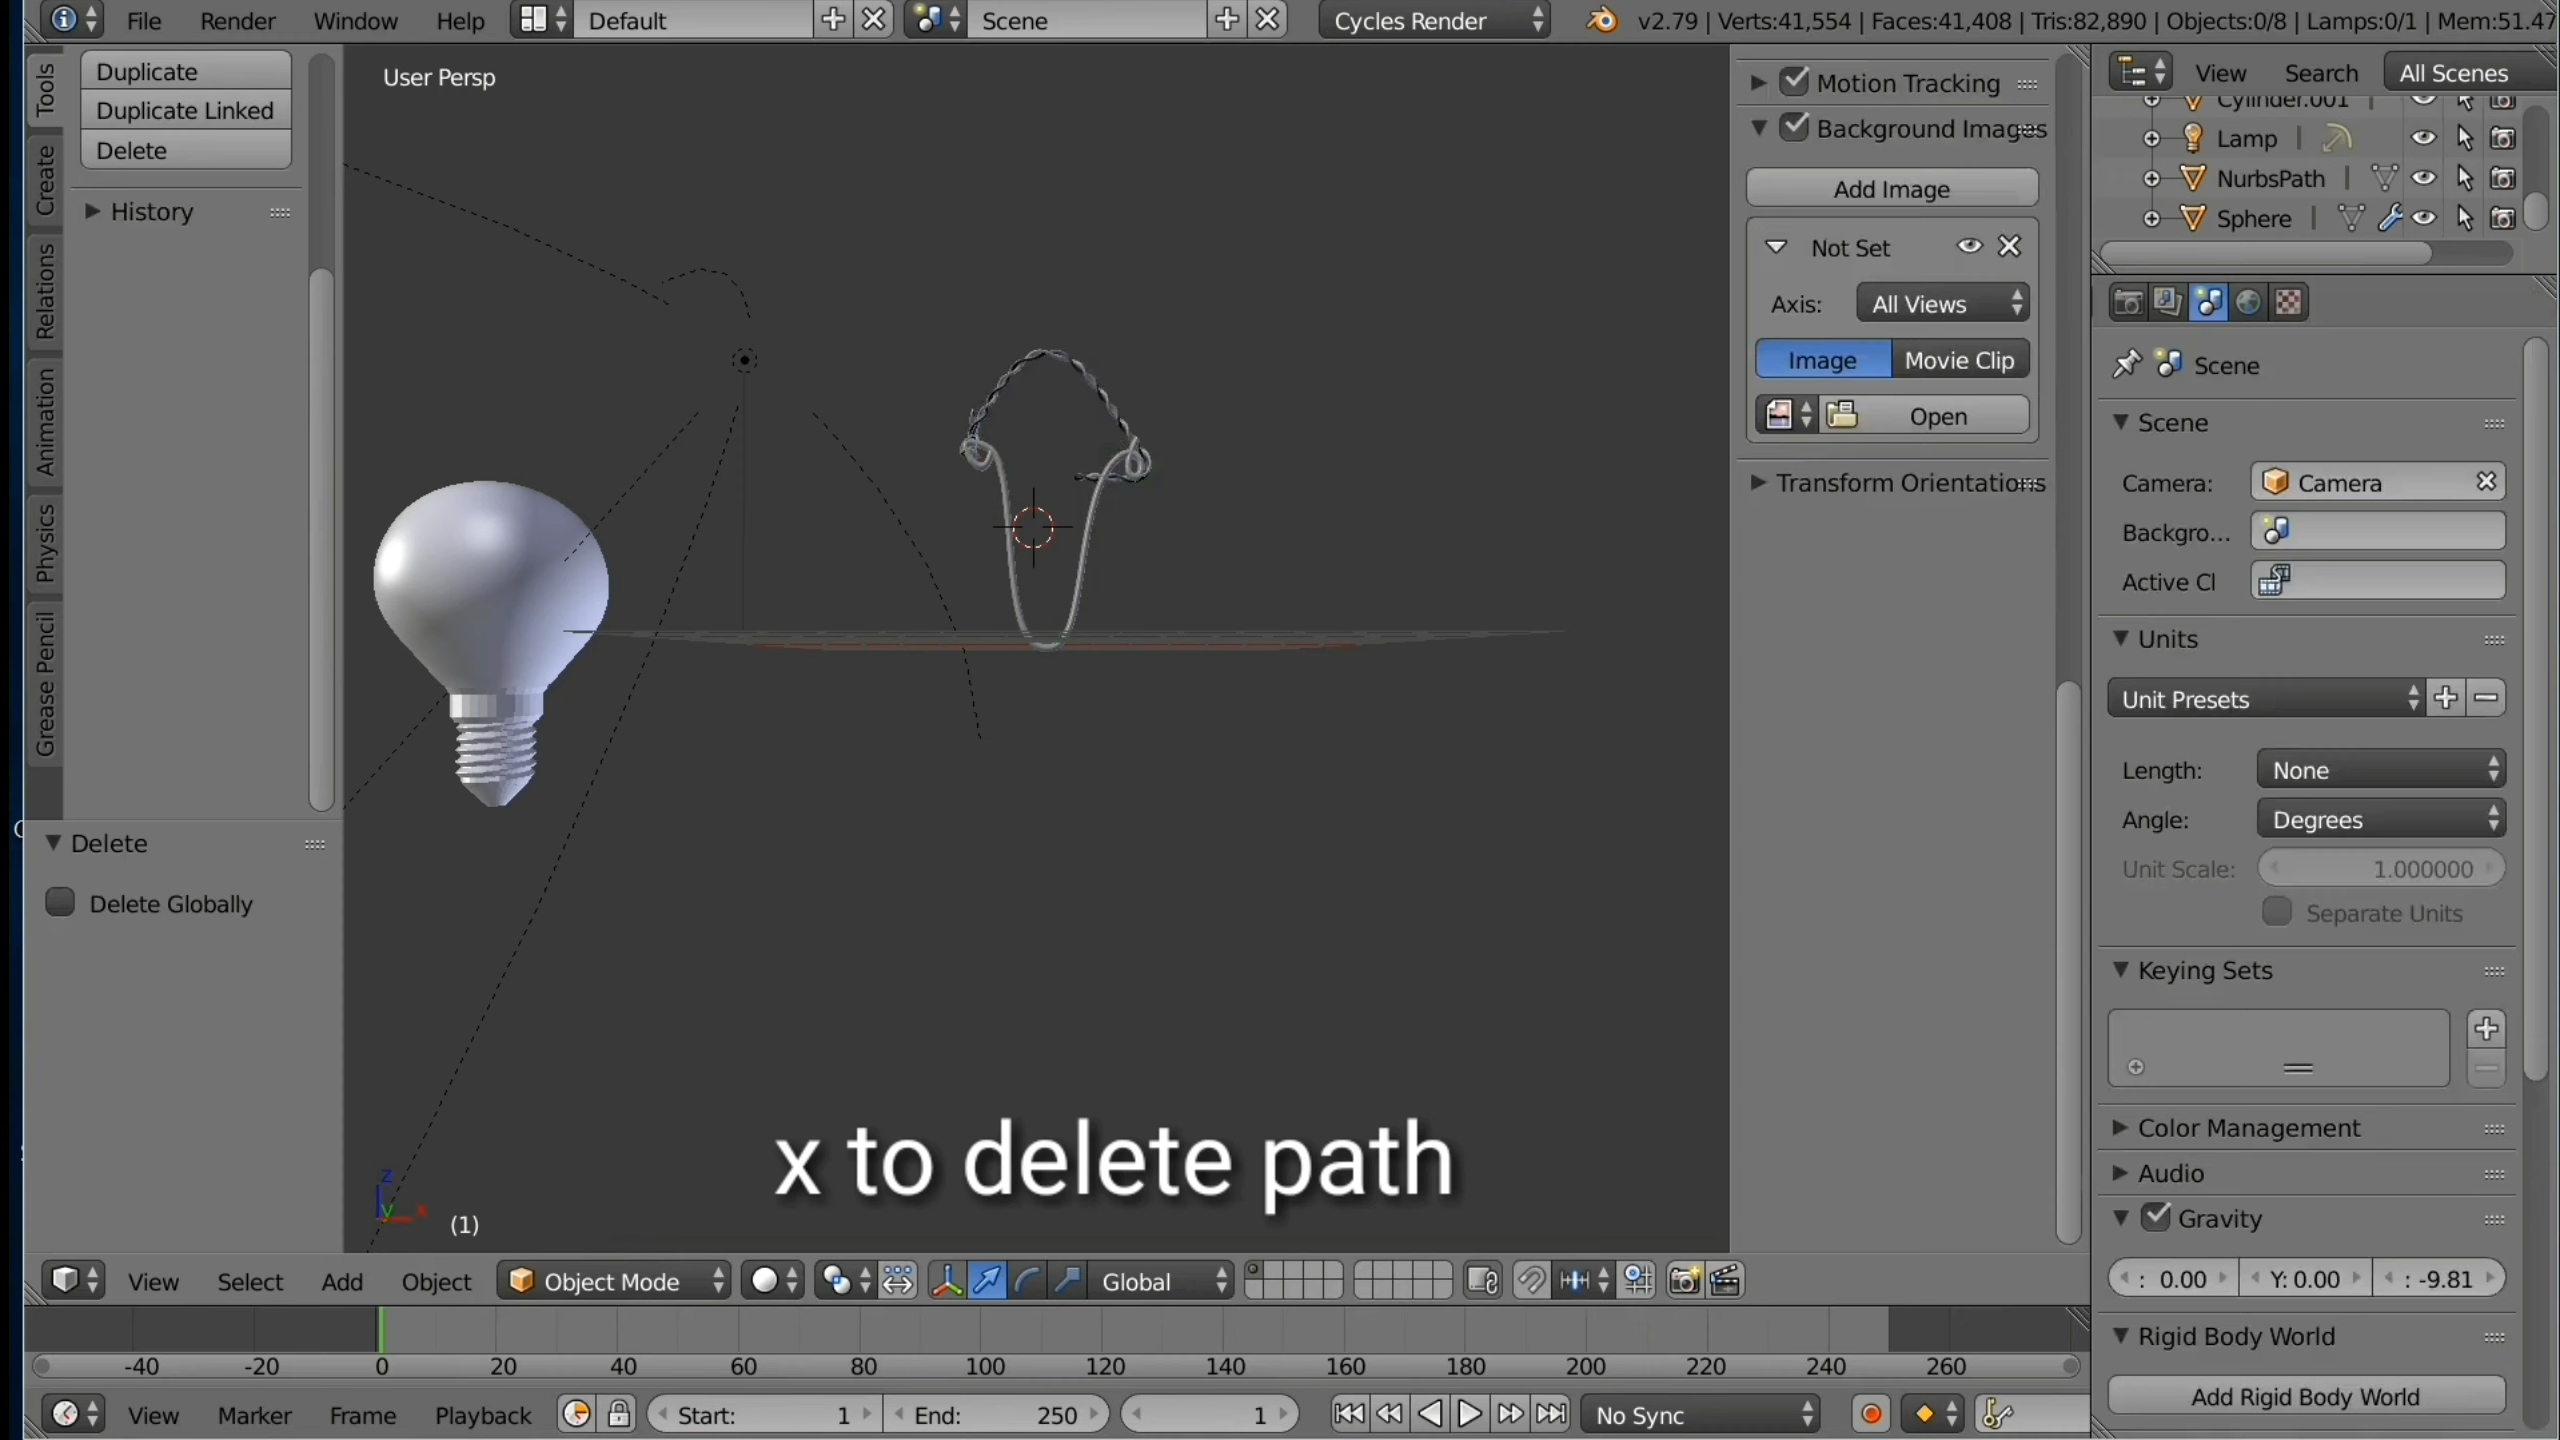 File Render Window Help Default Scene Cycles Render v2.79 | Verts:41,554 | Faces:41,408 | Tris:82,890 | Objects:0/8 | Lamps:0/1 | Mem:51.47
Tools
Create
Relations
Animation
Physics
Grease Pencil
Duplicate
Duplicate Linked
Delete
History
Delete
Delete Globally
User Persp
x to delete path
z
y x
(1)
Motion Tracking
Background Images
Add Image
Not Set
Axis: All Views
Image Movie Clip
Open
Transform Orientations
View Search All Scenes
Cylinder.001
Lamp
NurbsPath
Sphere
Scene
Scene
Camera: Camera
Backgro...
Active Cl
Units
Unit Presets
Length: None
Angle: Degrees
Unit Scale: 1.000000
Separate Units
Keying Sets
Color Management
Audio
Gravity
: 0.00 Y: 0.00 : -9.81
Rigid Body World
Add Rigid Body World
View Select Add Object Object Mode Global
-40 -20 0 20 40 60 80 100 120 140 160 180 200 220 240 260
View Marker Frame Playback Start: 1 End: 250 1 No Sync